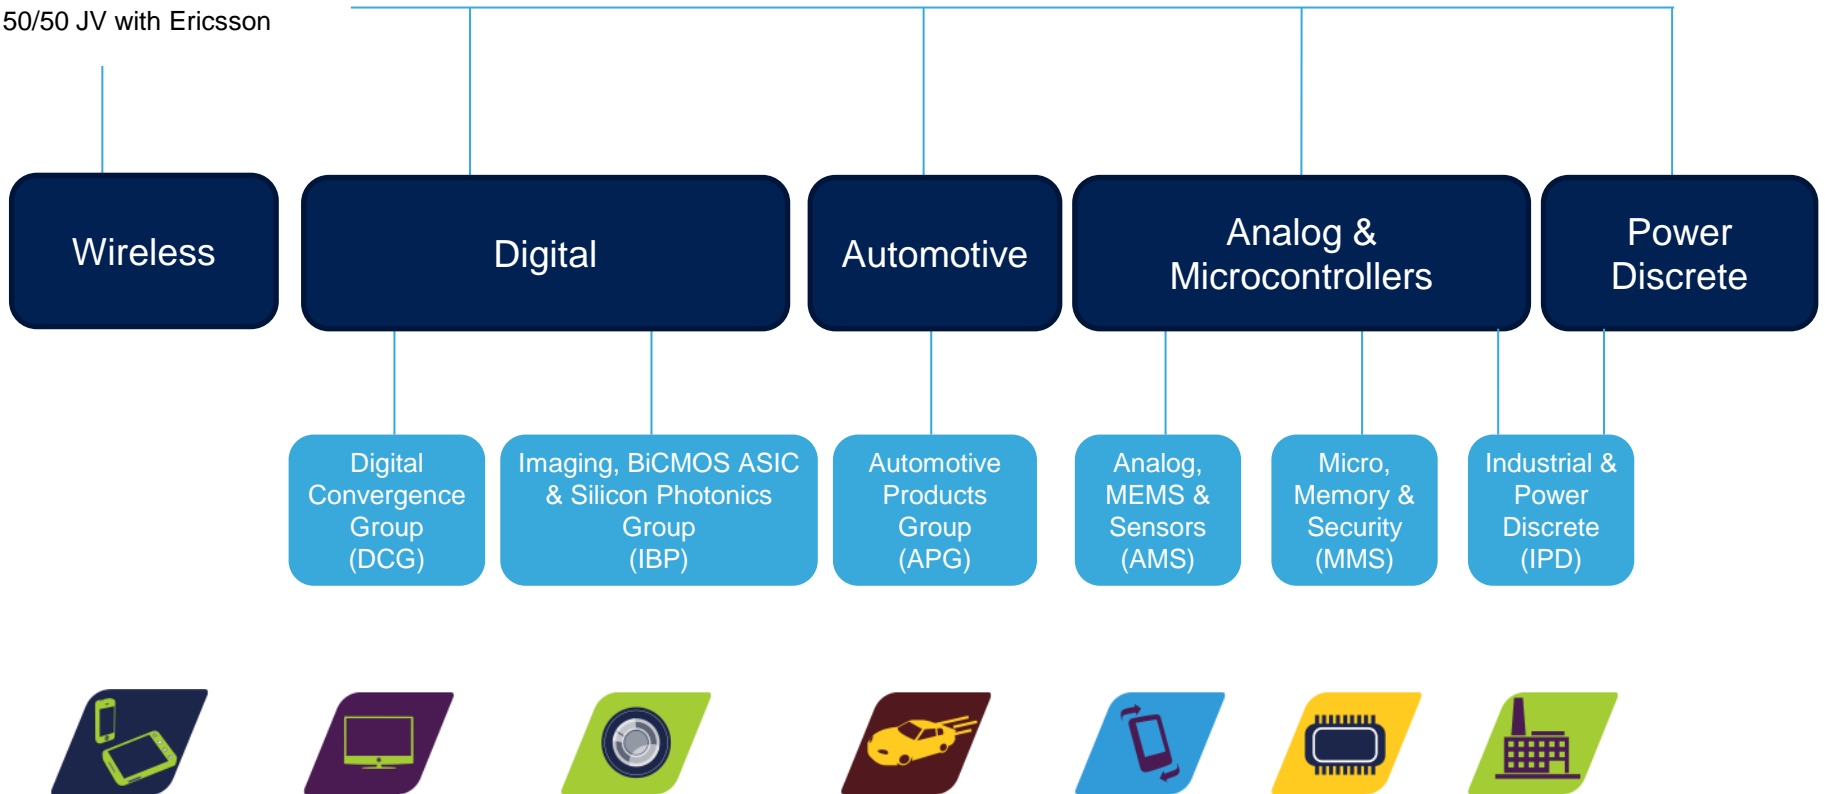 50/50 JV with Ericsson
Wireless
Digital
Automotive
Analog &
Microcontrollers
Power
Discrete
Digital
Convergence
Group
(DCG)
Imaging, BiCMOS ASIC
& Silicon Photonics
Group
(IBP)
Automotive
Products
Group
(APG)
Analog,
MEMS &
Sensors
(AMS)
Micro,
Memory &
Security
(MMS)
Industrial &
Power
Discrete
(IPD)